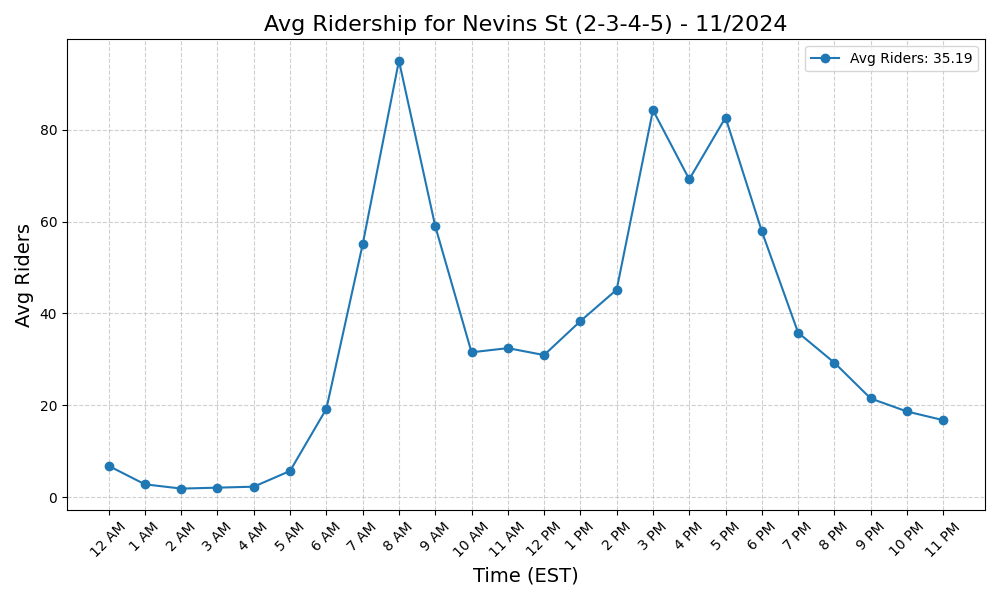 Avg Ridership for Nevins St (2-3-4-5) - 11/2024
Avg Riders: 35.19
Avg Riders
80
60
40
20
0
12 AM
1 AM
2 AM
3 AM
4 AM
5 AM
6 AM
7 AM
8 AM
9 AM
10 AM
11 AM
12 PM
1 PM
2 PM
3 PM
4 PM
5 PM
6 PM
7 PM
8 PM
9 PM
10 PM
11 PM
Time (EST)